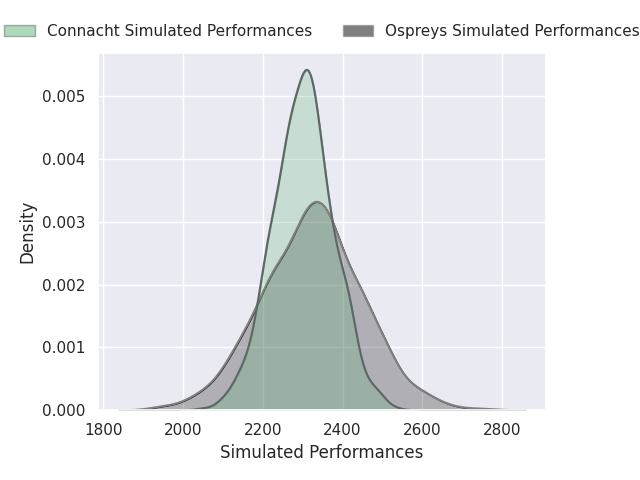 Connacht Simulated Performances Ospreys Simulated Performances
0.005
0.004
0.003
0.002
0.001
0.000
Density
1800 2000 2200 2400 2600 2800
Simulated Performances